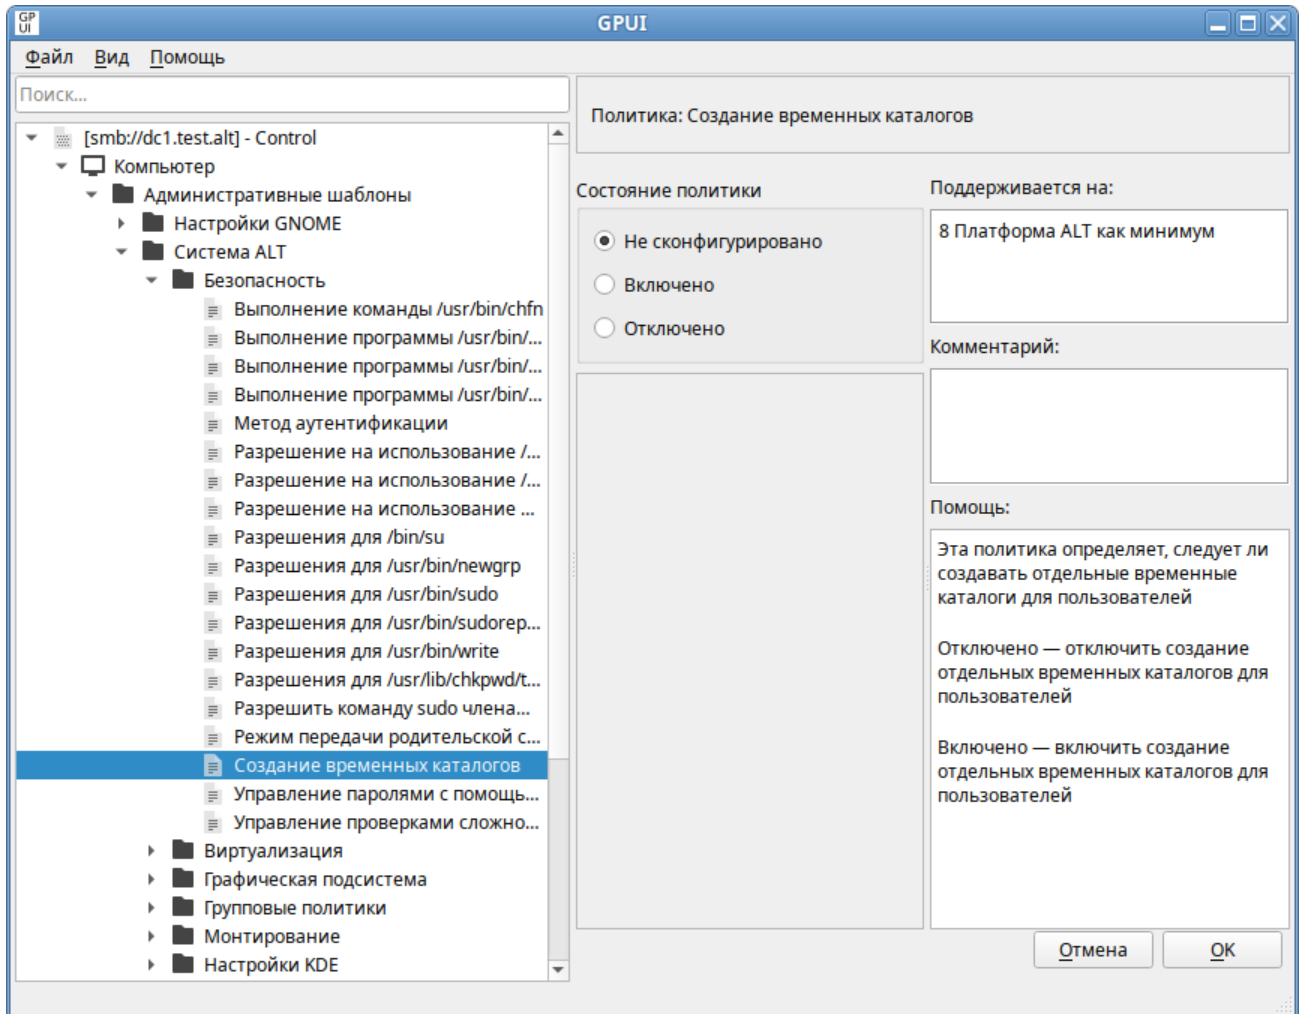 GP
UI
GPUI
Файл Вид Помощь
Поиск...
[smb://dc1.test.alt] - Control
Компьютер
Административные шаблоны
Настройки GNOME
Система ALT
Безопасность
Выполнение команды /usr/bin/chfn
Выполнение программы /usr/bin/...
Выполнение программы /usr/bin/...
Выполнение программы /usr/bin/...
Метод аутентификации
Разрешение на использование /...
Разрешение на использование /...
Разрешение на использование ...
Разрешения для /bin/su
Разрешения для /usr/bin/newgrp
Разрешения для /usr/bin/sudo
Разрешения для /usr/bin/sudorep...
Разрешения для /usr/bin/write
Разрешения для /usr/lib/chkpwd/t...
Разрешить команду sudo члена...
Режим передачи родительской с...
Создание временных каталогов
Управление паролями с помощь...
Управление проверками сложно...
Виртуализация
Графическая подсистема
Групповые политики
Монтирование
Настройки KDE
Политика: Создание временных каталогов
Состояние политики
Не сконфигурировано
Включено
Отключено
Поддерживается на:
8 Платформа ALT как минимум
Комментарий:
Помощь:
Эта политика определяет, следует ли
создавать отдельные временные
каталоги для пользователей
Отключено — отключить создание
отдельных временных каталогов для
пользователей
Включено — включить создание
отдельных временных каталогов для
пользователей
Отмена
OK